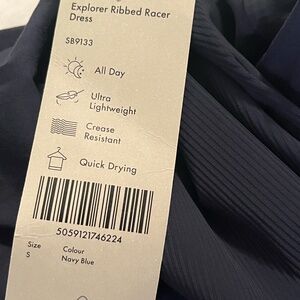 Explorer Ribbed Racer
Dress
SB9133
All Day
Ultra
Lightweight
Crease
Resistant
Quick Drying
5059121746224
Size
S
Colour
Navy Blue